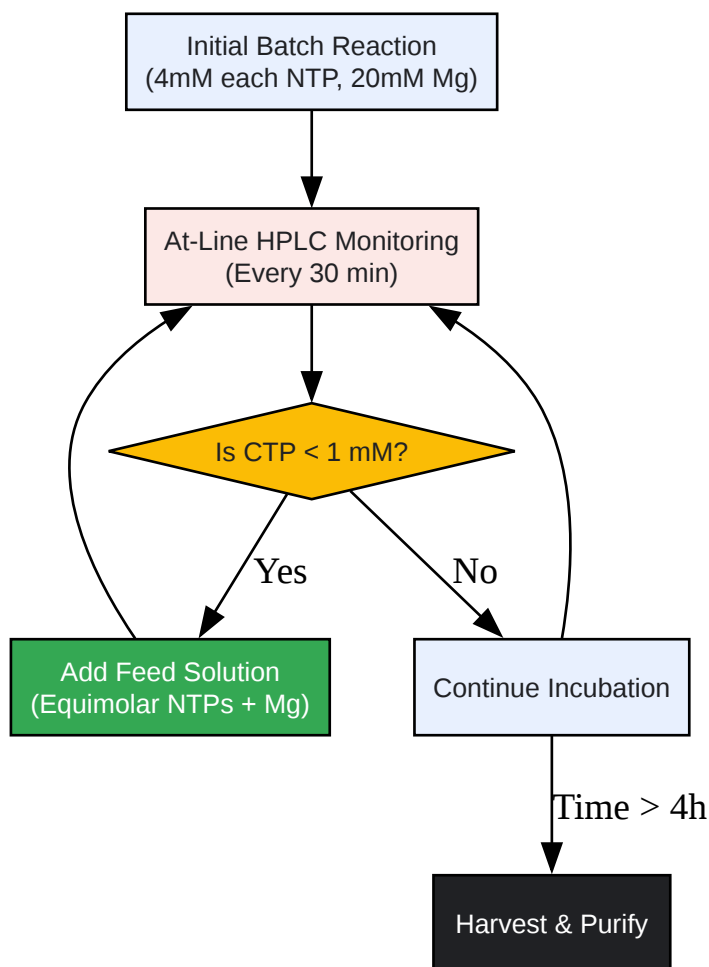 Initial Batch Reaction
(4mM each NTP, 20mM Mg)
At-Line HPLC Monitoring
(Every 30 min)
Is CTP < 1 mM?
Yes
No
Add Feed Solution
(Equimolar NTPs + Mg)
Continue Incubation
Time > 4h
Harvest & Purify